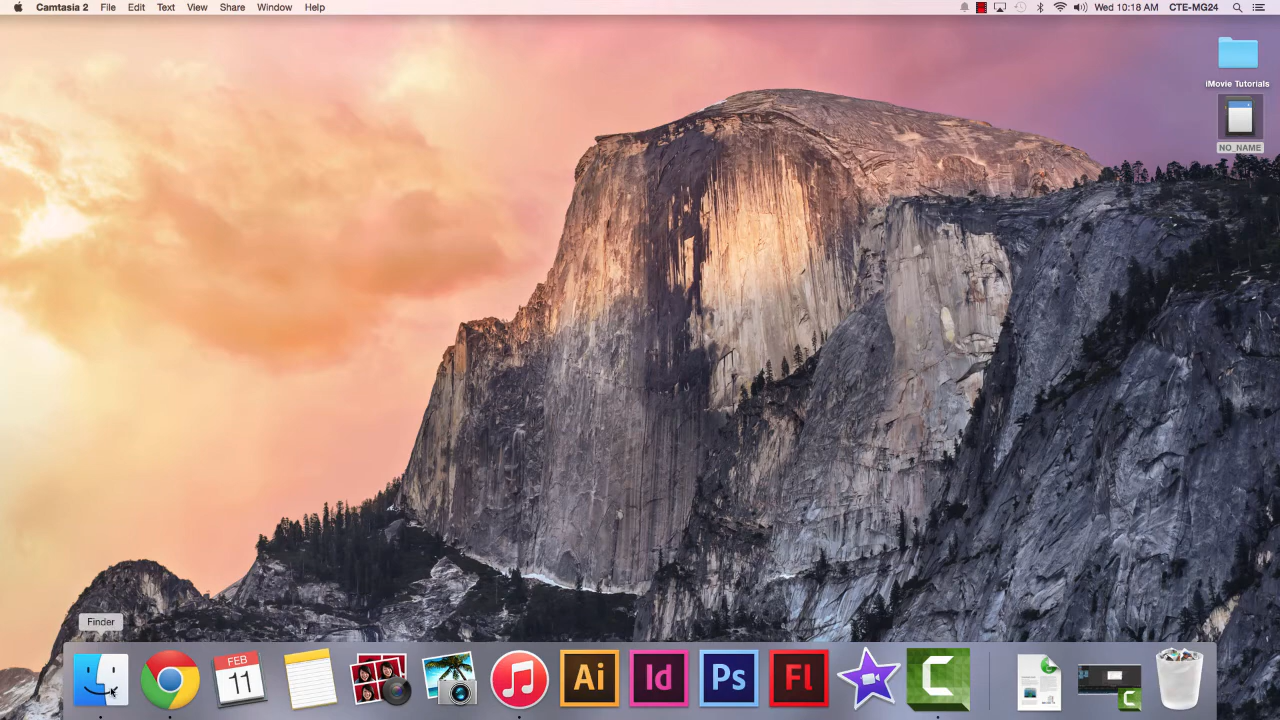 Camtasia 2 File Edit Text View Share Window Help Wed 10:18 AM CTE-MG24
iMovie Tutorials
NO_NAME
Finder
FEB
11
Ai
Id
Ps
Fl
C
C